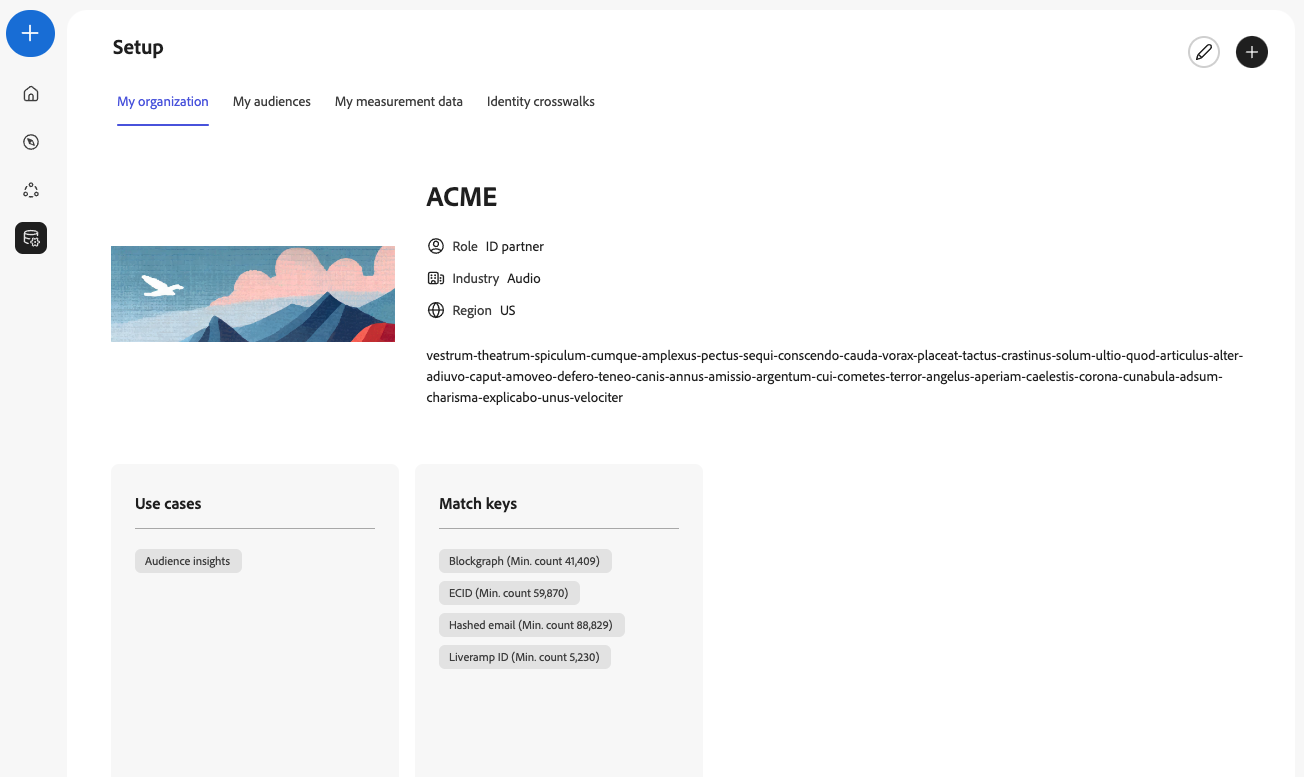 Setup
My organization
My audiences
My measurement data
Identity crosswalks
ACME
Role ID partner
Industry Audio
Region US
vestrum-theatrum-spiculum-cumque-amplexus-pectus-sequi-conscendo-cauda-vorax-placeat-tactus-crastinus-solum-ultio-quod-articulus-alter-
adiuvo-caput-amoveo-defero-teneo-canis-annus-amissio-argentum-cui-cometes-terror-angelus-aperiam-caelestis-corona-cunabula-adsum-
charisma-explicabo-unus-velociter
Use cases
Audience insights
Match keys
Blockgraph (Min. count 41,409)
ECID (Min. count 59,870)
Hashed email (Min. count 88,829)
Liveramp ID (Min. count 5,230)